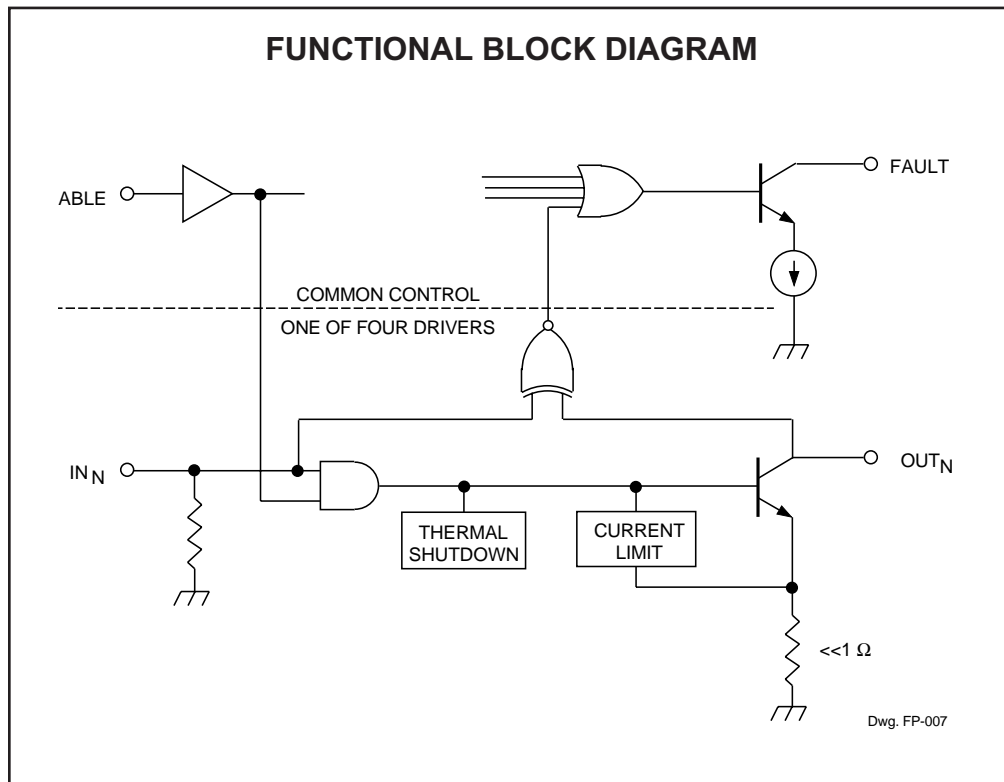 FUNCTIONAL BLOCK DIAGRAM
ABLE
FAULT
COMMON CONTROL
ONE OF FOUR DRIVERS
IN N
OUT N
THERMAL
SHUTDOWN
CURRENT
LIMIT
<<1 Ω
Dwg. FP-007